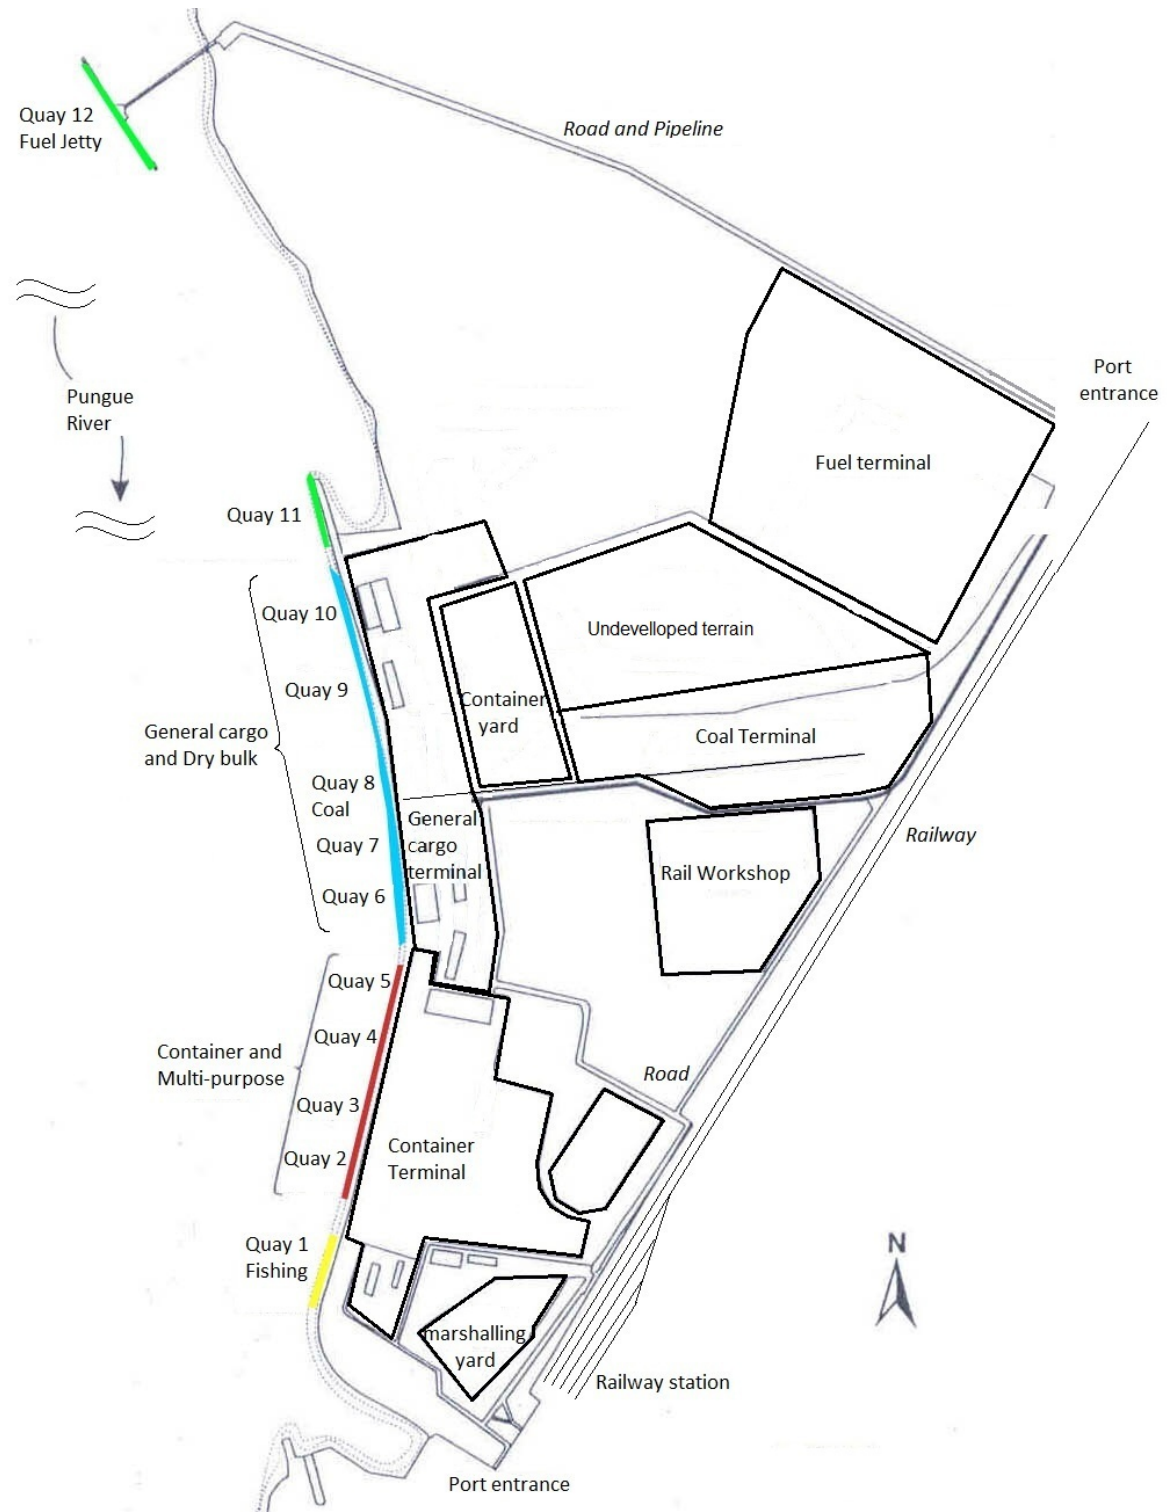 Quay 12
Fuel Jetty
Road and Pipeline
Port
entrance
Pungue
River
Fuel terminal
Quay 11
Quay 10
Undevelloped terrain
Quay 9
Container
yard
General cargo
and Dry bulk
Coal Terminal
Quay 8
Coal
General
cargo
terminal
Railway
Quay 7
Rail Workshop
Quay 6
Quay 5
Quay 4
Container and
Multi-purpose
Road
Quay 3
Container
Terminal
Quay 2
Quay 1
Fishing
N
marshalling
yard
Railway station
Port entrance